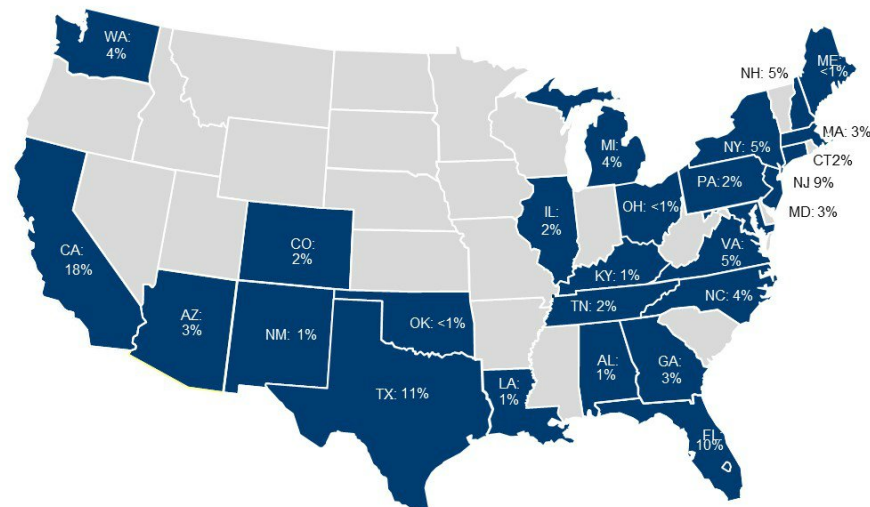 WA:
4%
ME:
<1%
NH: 5%
MA: 3%
NY: 5%
MI:
4%
CT2%
PA:2%
NJ 9%
OH: <1%
IL:
2%
MD: 3%
CO:
2%
VA:
5%
CA:
18%
KY: 1%
NC: 4%
TN: 2%
AZ:
3%
NM: 1%
OK: <1%
AL:
1%
GA:
3%
LA:
1%
TX: 11%
FL:
10%